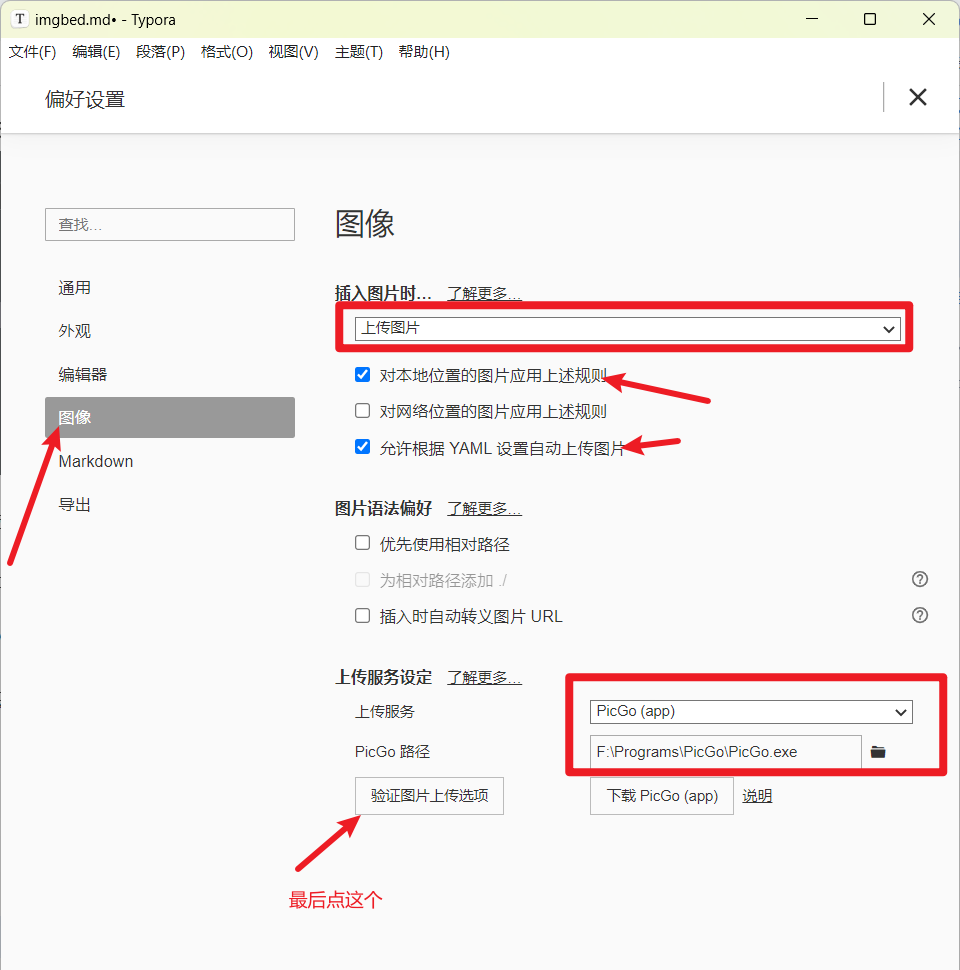 T imgbed.md• - Typora
文件(F) 编辑(E) 段落(P) 格式(O) 视图(V) 主题(T) 帮助(H)
偏好设置
查找…
通用
外观
编辑器
图像
Markdown
导出
图像
插入图片时… 了解更多…
上传图片
对本地位置的图片应用上述规则
对网络位置的图片应用上述规则
允许根据 YAML 设置自动上传图片
图片语法偏好 了解更多…
优先使用相对路径
为相对路径添加 ./
插入时自动转义图片 URL
上传服务设定 了解更多…
上传服务 PicGo (app)
PicGo 路径 F:\Programs\PicGo\PicGo.exe
验证图片上传选项 下载 PicGo (app) 说明
最后点这个